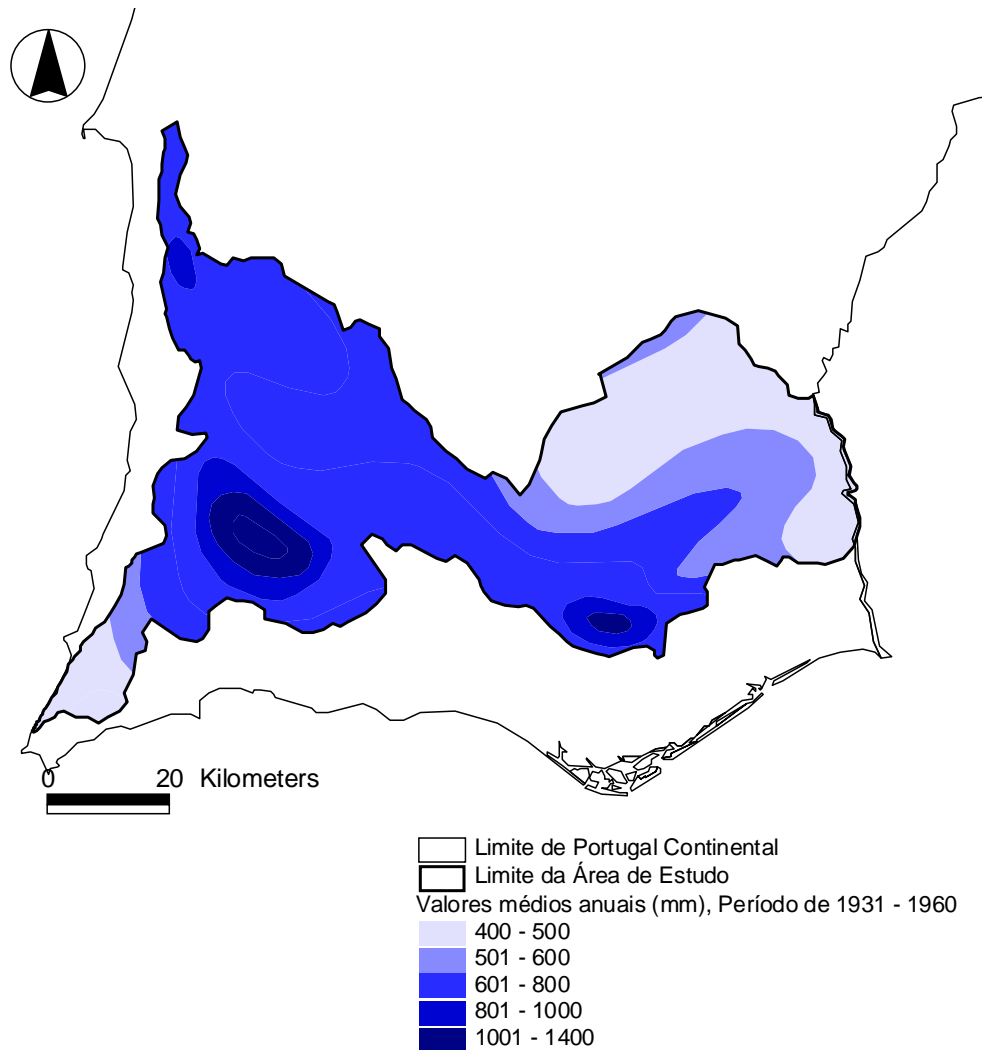 0 20 Kilometers
Limite de Portugal Continental
Limite da Área de Estudo
Valores médios anuais (mm), Período de 1931 - 1960
400 - 500
501 - 600
601 - 800
801 - 1000
1001 - 1400